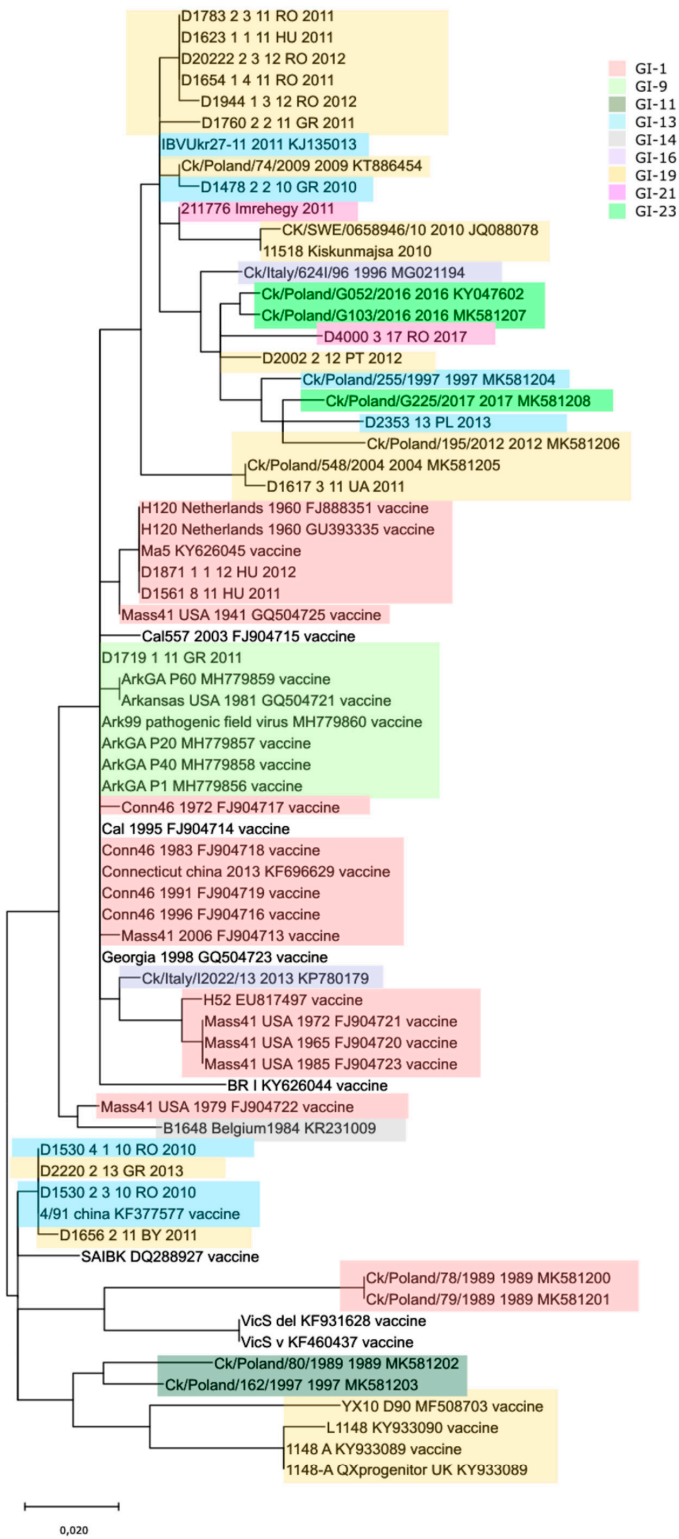 D1783 2 3 11 RO 2011
D1623 1 1 11 HU 2011
D20222 2 3 12 RO 2012
D1654 1 4 11 RO 2011
D1944 1 3 12 RO 2012
D1760 2 2 11 GR 2011
IBVUkr27-11 2011 KJ135013
Ck/Poland/74/2009 2009 KT886454
D1478 2 2 10 GR 2010
211776 Imrehegy 2011
CK/SWE/0658946/10 2010 JQ088078
11518 Kiskunmajsa 2010
Ck/Italy/624I/96 1996 MG021194
Ck/Poland/G052/2016 2016 KY047602
Ck/Poland/G103/2016 2016 MK581207
D4000 3 17 RO 2017
D2002 2 12 PT 2012
Ck/Poland/255/1997 1997 MK581204
Ck/Poland/G225/2017 2017 MK581208
D2353 13 PL 2013
Ck/Poland/195/2012 2012 MK581206
Ck/Poland/548/2004 2004 MK581205
D1617 3 11 UA 2011
H120 Netherlands 1960 FJ888351 vaccine
H120 Netherlands 1960 GU393335 vaccine
Ma5 KY626045 vaccine
D1871 1 1 12 HU 2012
D1561 8 11 HU 2011
Mass41 USA 1941 GQ504725 vaccine
Cal557 2003 FJ904715 vaccine
D1719 1 11 GR 2011
ArkGA P60 MH779859 vaccine
Arkansas USA 1981 GQ504721 vaccine
Ark99 pathogenic field virus MH779860 vaccine
ArkGA P20 MH779857 vaccine
ArkGA P40 MH779858 vaccine
ArkGA P1 MH779856 vaccine
Conn46 1972 FJ904717 vaccine
Cal 1995 FJ904714 vaccine
Conn46 1983 FJ904718 vaccine
Connecticut china 2013 KF696629 vaccine
Conn46 1991 FJ904719 vaccine
Conn46 1996 FJ904716 vaccine
Mass41 2006 FJ904713 vaccine
Georgia 1998 GQ504723 vaccine
Ck/Italy/I2022/13 2013 KP780179
H52 EU817497 vaccine
Mass41 USA 1972 FJ904721 vaccine
Mass41 USA 1965 FJ904720 vaccine
Mass41 USA 1985 FJ904723 vaccine
BR I KY626044 vaccine
Mass41 USA 1979 FJ904722 vaccine
B1648 Belgium1984 KR231009
D1530 4 1 10 RO 2010
D2220 2 13 GR 2013
D1530 2 3 10 RO 2010
4/91 china KF377577 vaccine
D1656 2 11 BY 2011
SAIBK DQ288927 vaccine
Ck/Poland/78/1989 1989 MK581200
Ck/Poland/79/1989 1989 MK581201
VicS del KF931628 vaccine
VicS v KF460437 vaccine
Ck/Poland/80/1989 1989 MK581202
Ck/Poland/162/1997 1997 MK581203
YX10 D90 MF508703 vaccine
L1148 KY933090 vaccine
1148 A KY933089 vaccine
1148-A QXprogenitor UK KY933089
0,020
GI-1
GI-9
GI-11
GI-13
GI-14
GI-16
GI-19
GI-21
GI-23